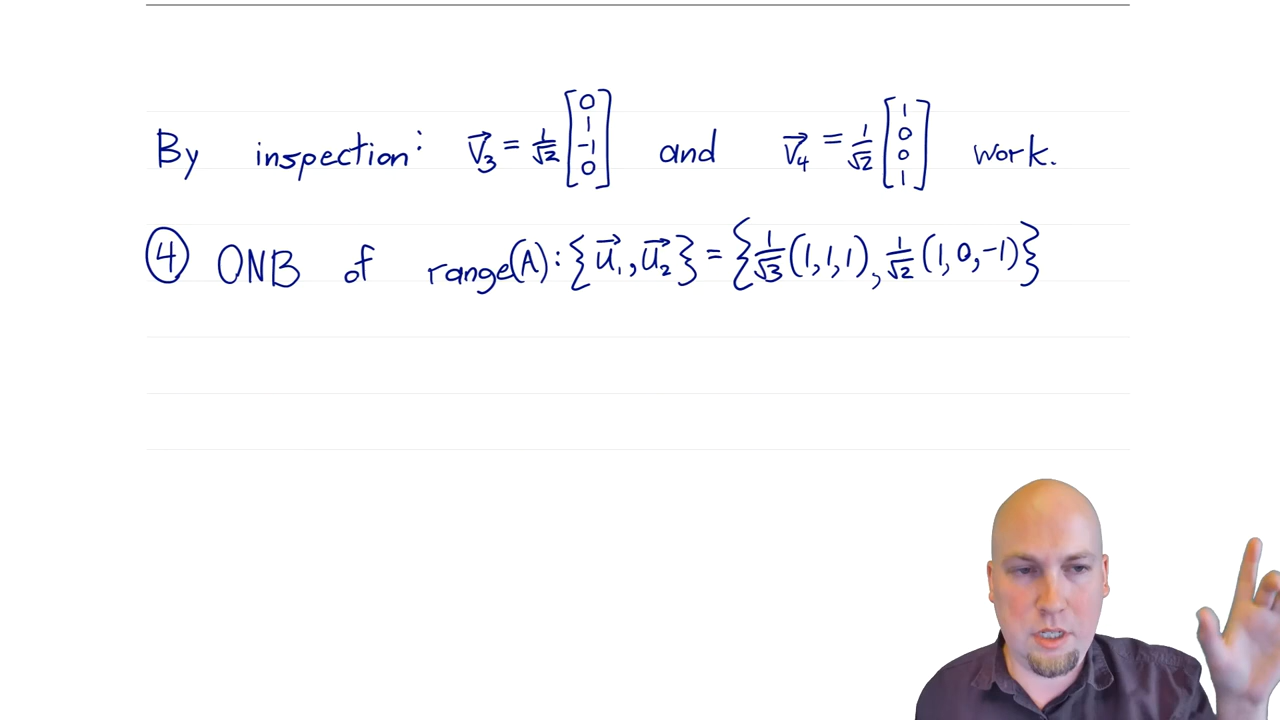 By inspection: v⃗₃ = 1/√2 [0 1 -1 0] and v⃗₄ = 1/√2 [1 0 0 1] work.
④ ONB of range(A): {u⃗₁, u⃗₂} = {1/√3 (1,1,1), 1/√2 (1,0,-1)}